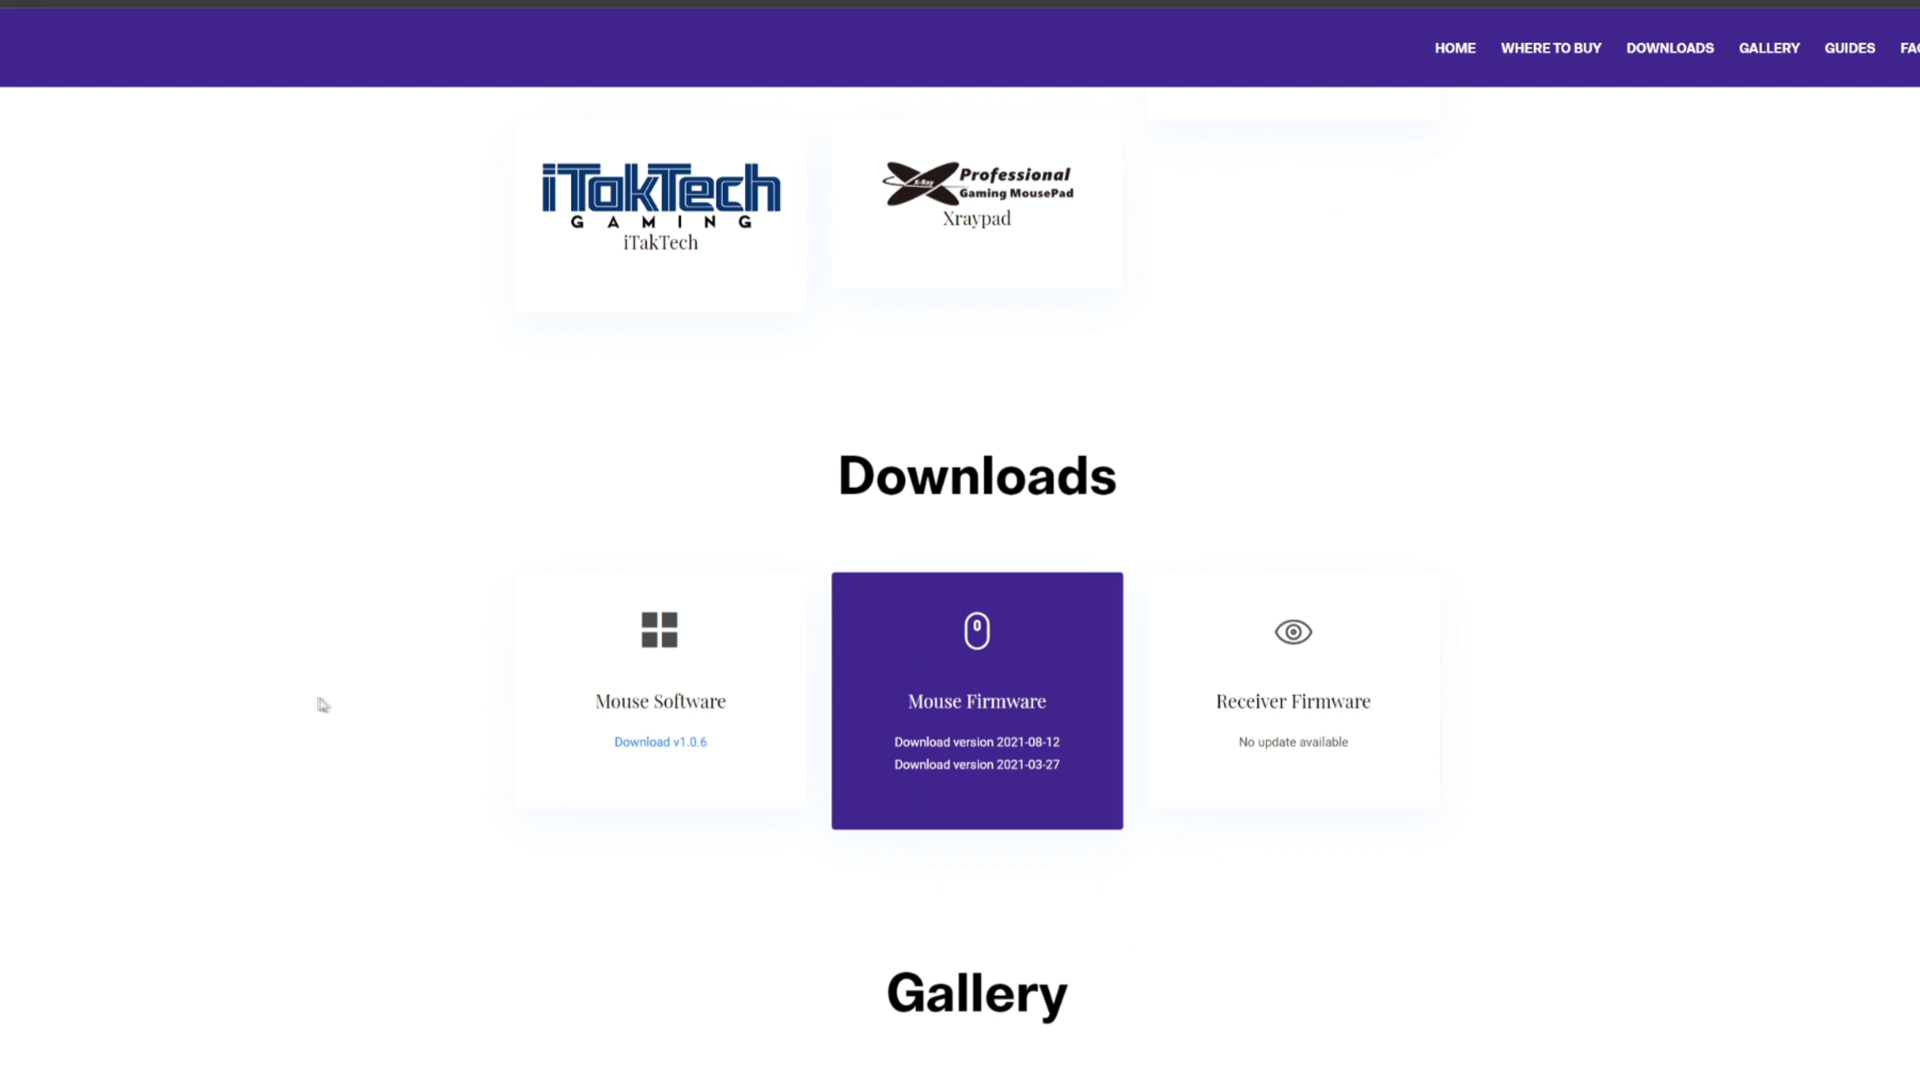 HOME WHERE TO BUY DOWNLOADS GALLERY GUIDES
iTakTech
GAMING
iTakTech
X-Ray Professional
Gaming MousePad
Xraypad
Downloads
Mouse Software
Download v1.0.6
Mouse Firmware
Download version 2021-08-12
Download version 2021-03-27
Receiver Firmware
No update available
Gallery